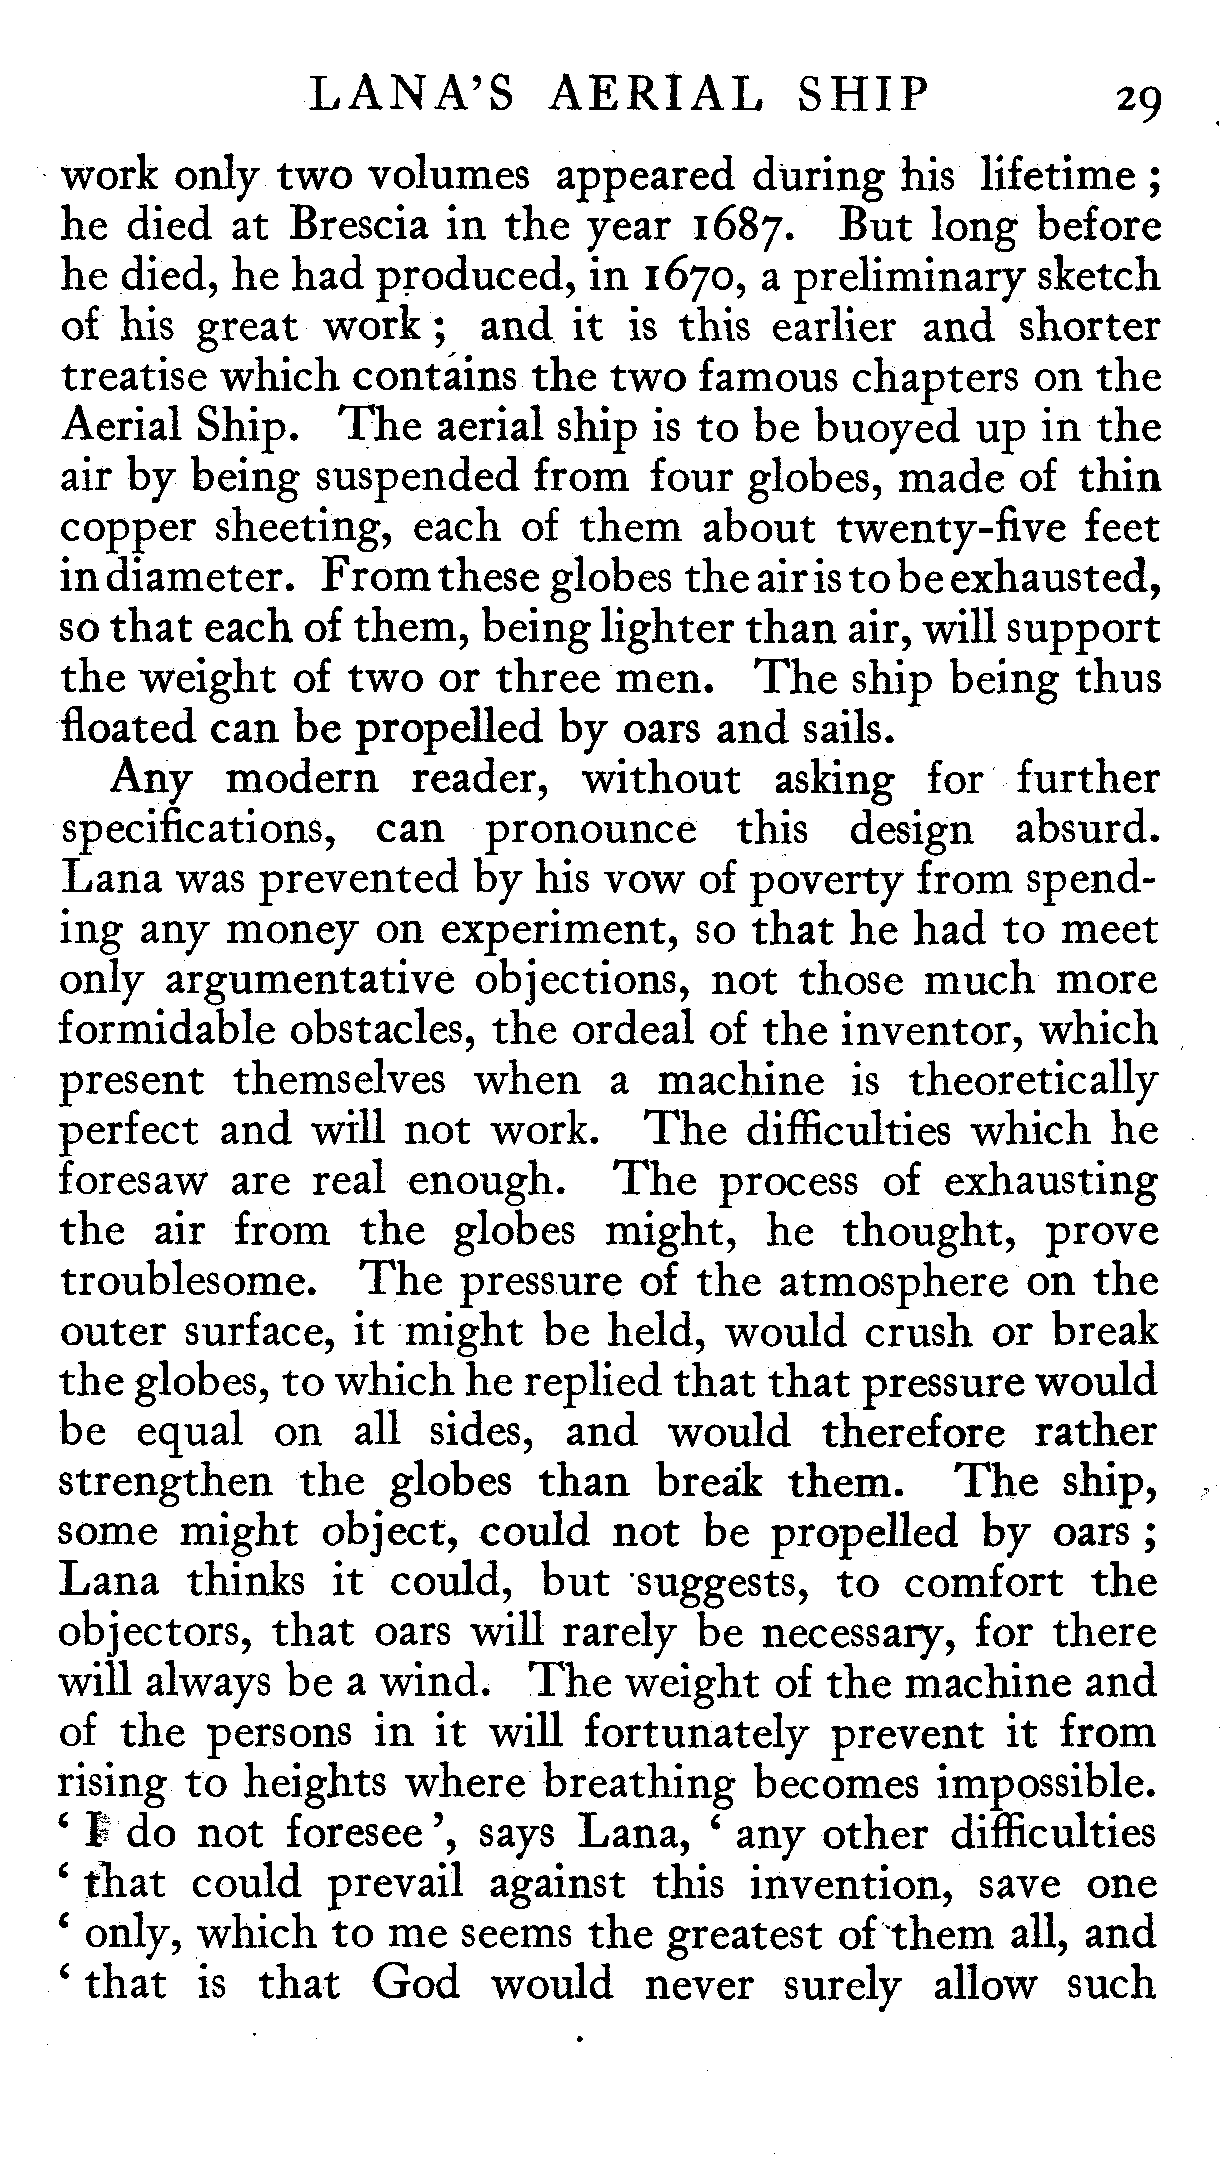 LANA'S AERIAL SHIP 29
work only two volumes appeared during his lifetime ;
he died at Brescia in the year 1687. But long before
he died, he had produced, in 1670, a preliminary sketch
of his great work ; and it is this earlier and shorter
treatise which contains the two famous chapters on the
Aerial Ship. The aerial ship is to be buoyed up in the
air by being suspended from four globes, made of thin
copper sheeting, each of them about twenty-five feet
in diameter. From these globes the air is to be exhausted,
so that each of them, being lighter than air, will support
the weight of two or three men. The ship being thus
floated can be propelled by oars and sails.
Any modern reader, without asking for further
specifications, can pronounce this design absurd.
Lana was prevented by his vow of poverty from spend-
ing any money on experiment, so that he had to meet
only argumentative objections, not those much more
formidable obstacles, the ordeal of the inventor, which
present themselves when a machine is theoretically
perfect and will not work. The difficulties which he
foresaw are real enough. The process of exhausting
the air from the globes might, he thought, prove
troublesome. The pressure of the atmosphere on the
outer surface, it might be held, would crush or break
the globes, to which he replied that that pressure would
be equal on all sides, and would therefore rather
strengthen the globes than break them. The ship,
some might object, could not be propelled by oars ;
Lana thinks it could, but suggests, to comfort the
objectors, that oars will rarely be necessary, for there
will always be a wind. The weight of the machine and
of the persons in it will fortunately prevent it from
rising to heights where breathing becomes impossible.
‘ I do not foresee ’, says Lana, ‘ any other difficulties
‘ that could prevail against this invention, save one
‘ only, which to me seems the greatest of them all, and
‘ that is that God would never surely allow such